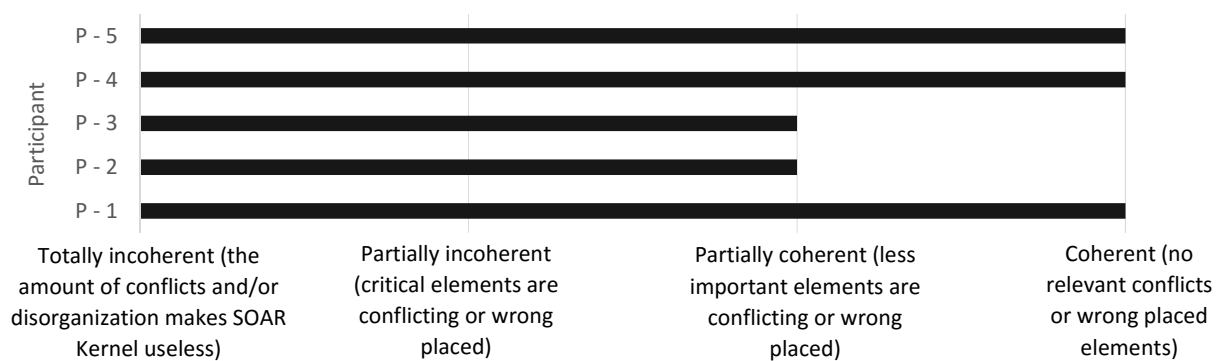 P - 5
P - 4
P - 3
P - 2
P - 1
Participant
Totally incoherent (the
amount of conflicts and/or
disorganization makes SOAR
Kernel useless)
Partially incoherent
(critical elements are
conflicting or wrong
placed)
Partially coherent (less
important elements are
conflicting or wrong
placed)
Coherent (no
relevant conflicts
or wrong placed
elements)